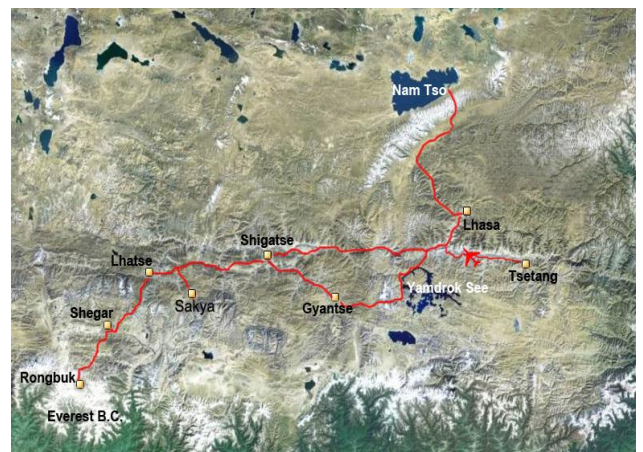 Nam Tso
Lhasa
Shigatse
Lhatse
Tsetang
Yamdrok See
Sakya
Gyantse
Shegar
Rongbuk
Everest B.C.